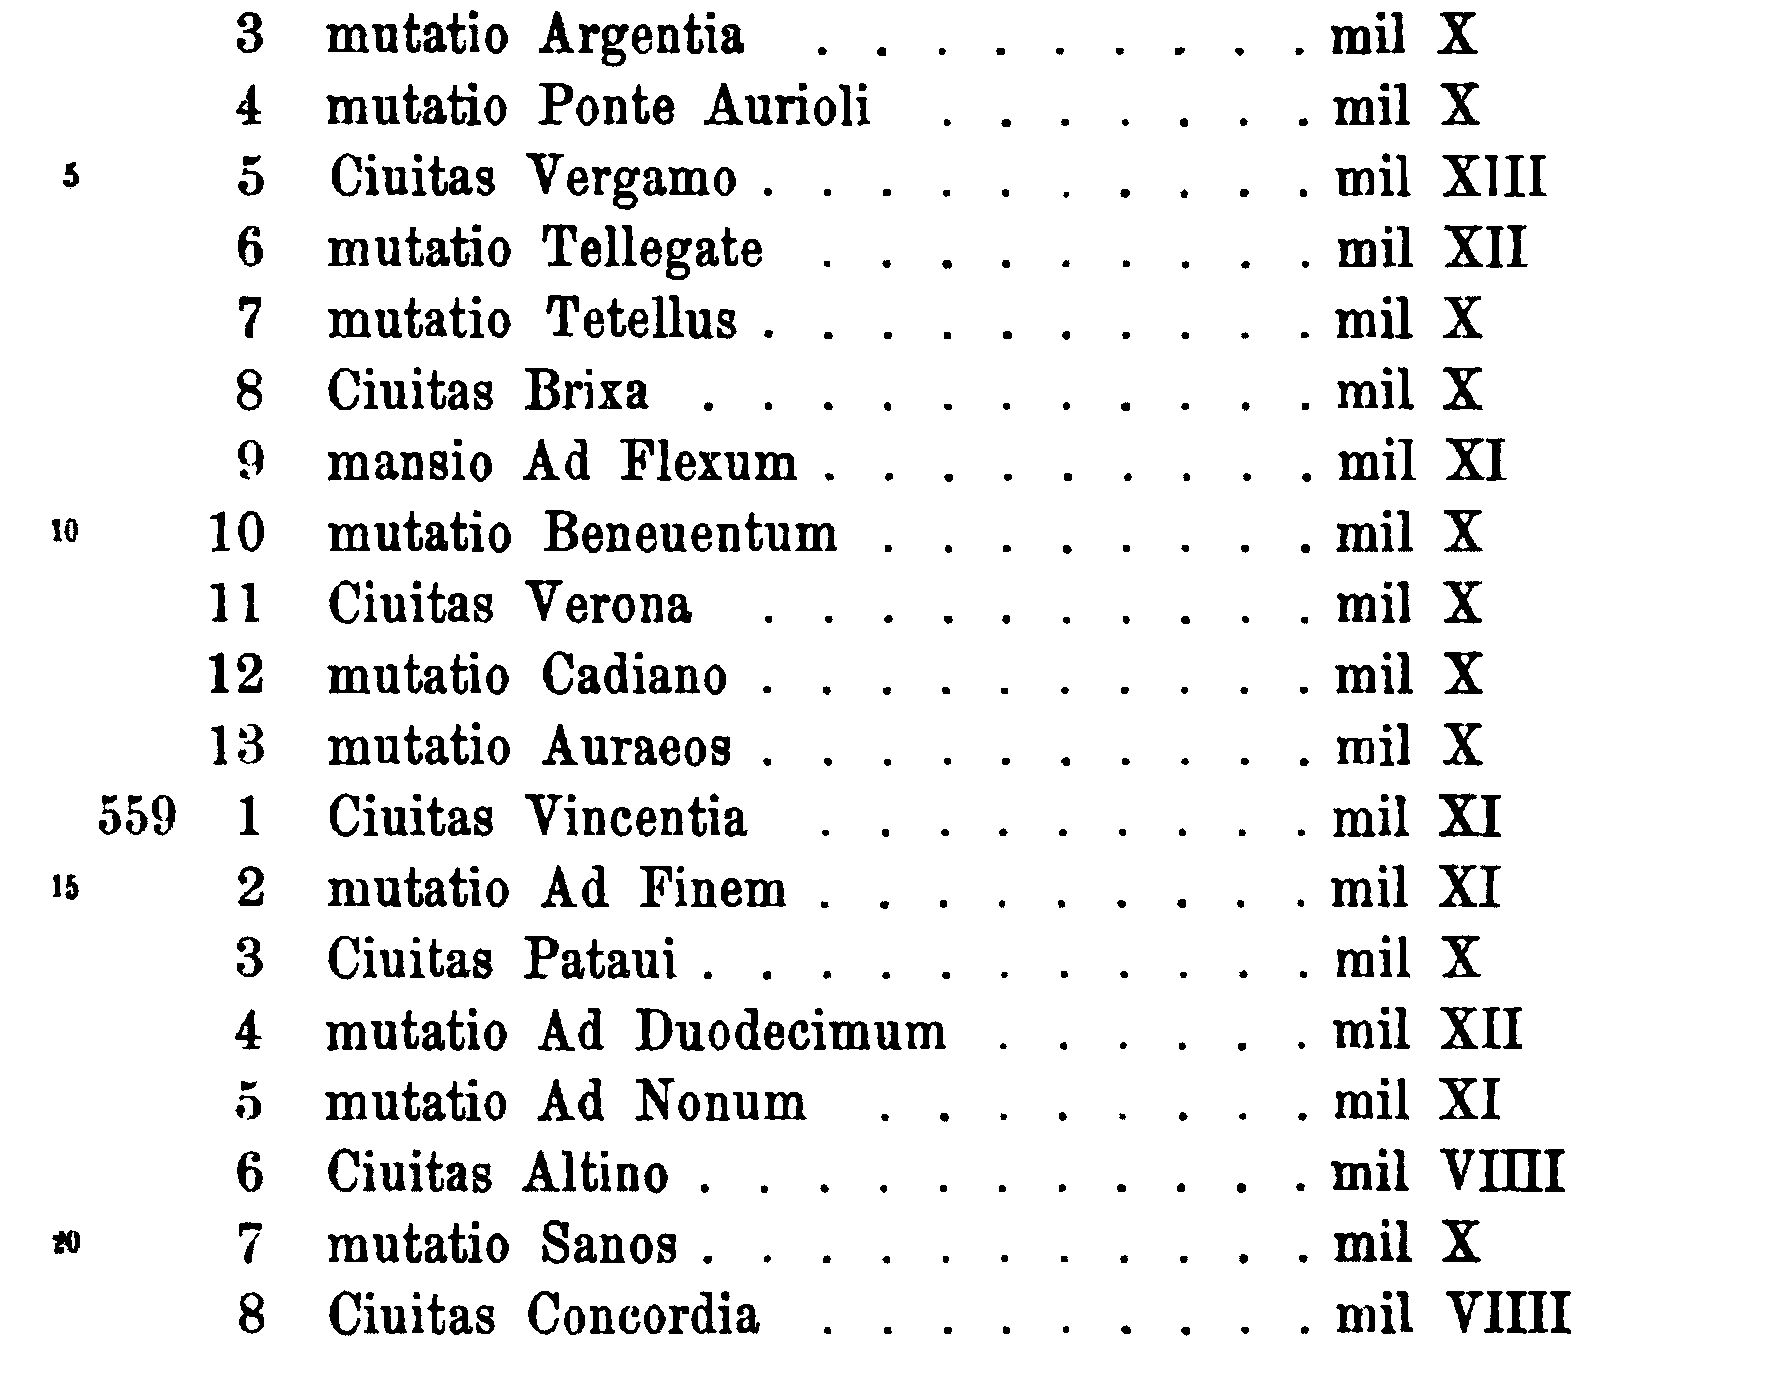 3 mutatio Argentia . . . . . . . . . mil X
4 mutatio Ponte Aurioli . . . . . . . mil X
5 5 Ciuitas Vergamo . . . . . . . . . . mil XIII
6 mutatio Tellegate . . . . . . . . . mil XII
7 mutatio Tetellus . . . . . . . . . . mil X
8 Ciuitas Brixa . . . . . . . . . . . mil X
9 mansio Ad Flexum . . . . . . . . . mil XI
10 10 mutatio Beneuentum . . . . . . . . mil X
11 Ciuitas Verona . . . . . . . . . . mil X
12 mutatio Cadiano . . . . . . . . . . mil X
13 mutatio Auraeos . . . . . . . . . . mil X
559 1 Ciuitas Vincentia . . . . . . . . . mil XI
15 2 mutatio Ad Finem . . . . . . . . . mil XI
3 Ciuitas Pataui . . . . . . . . . . . mil X
4 mutatio Ad Duodecimum . . . . . . mil XII
5 mutatio Ad Nonum . . . . . . . . mil XI
6 Ciuitas Altino . . . . . . . . . . . mil VIIII
20 7 mutatio Sanos . . . . . . . . . . . mil X
8 Ciuitas Concordia . . . . . . . . . mil VIIII